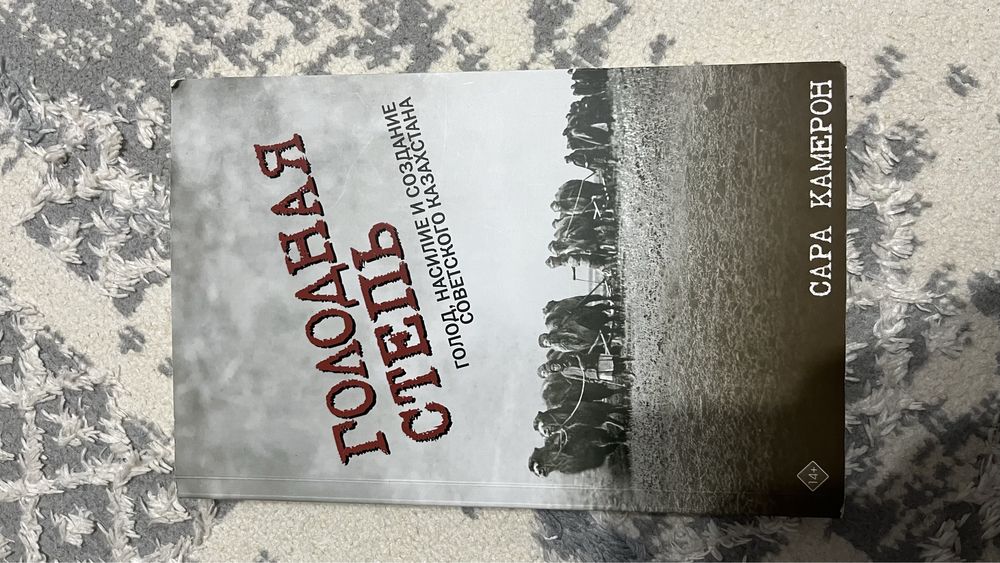 ГОЛОДНАЯ
СТЕПЬ
ГОЛОД, НАСИЛИЕ И СОЗДАНИЕ
СОВЕТСКОГО КАЗАХСТАНА
САРА КАМЕРОН
14+